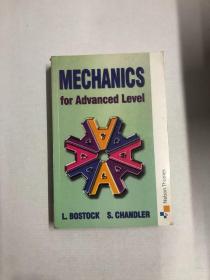 MECHANICS
for Advanced Level
L. BOSTOCK S. CHANDLER
Nelson Thornes